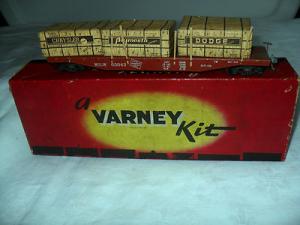 CHRYSLER Plymouth DODGE
a
VARNEY
Kit